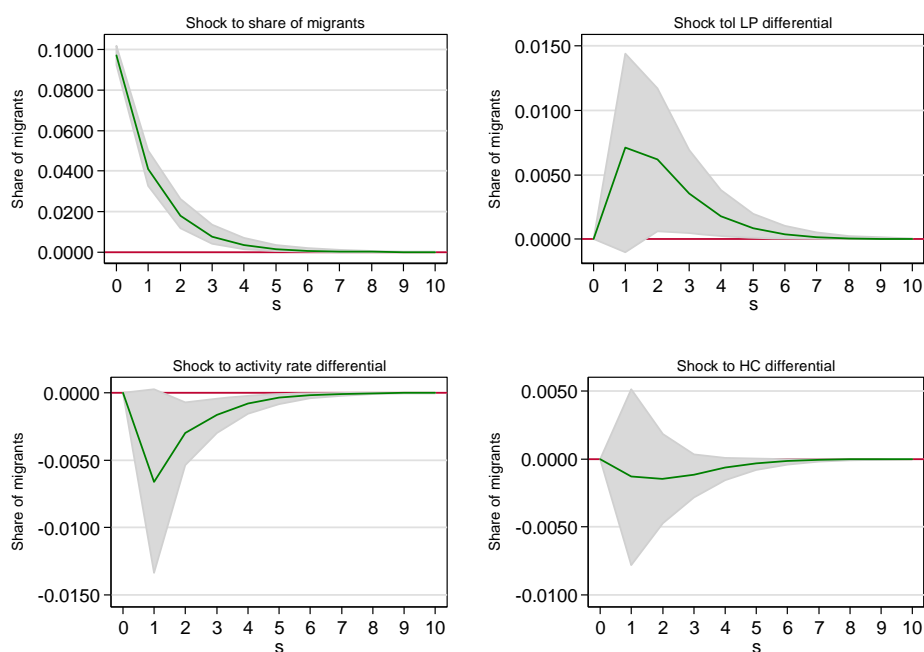 Shock to share of migrants
Share of migrants
0.1000
0.0800
0.0600
0.0400
0.0200
0.0000
0 1 2 3 4 5 6 7 8 9 10
s
Shock tol LP differential
Share of migrants
0.0150
0.0100
0.0050
0.0000
0 1 2 3 4 5 6 7 8 9 10
s
Shock to activity rate differential
Share of migrants
0.0000
-0.0050
-0.0100
-0.0150
0 1 2 3 4 5 6 7 8 9 10
s
Shock to HC differential
Share of migrants
0.0050
0.0000
-0.0050
-0.0100
0 1 2 3 4 5 6 7 8 9 10
s